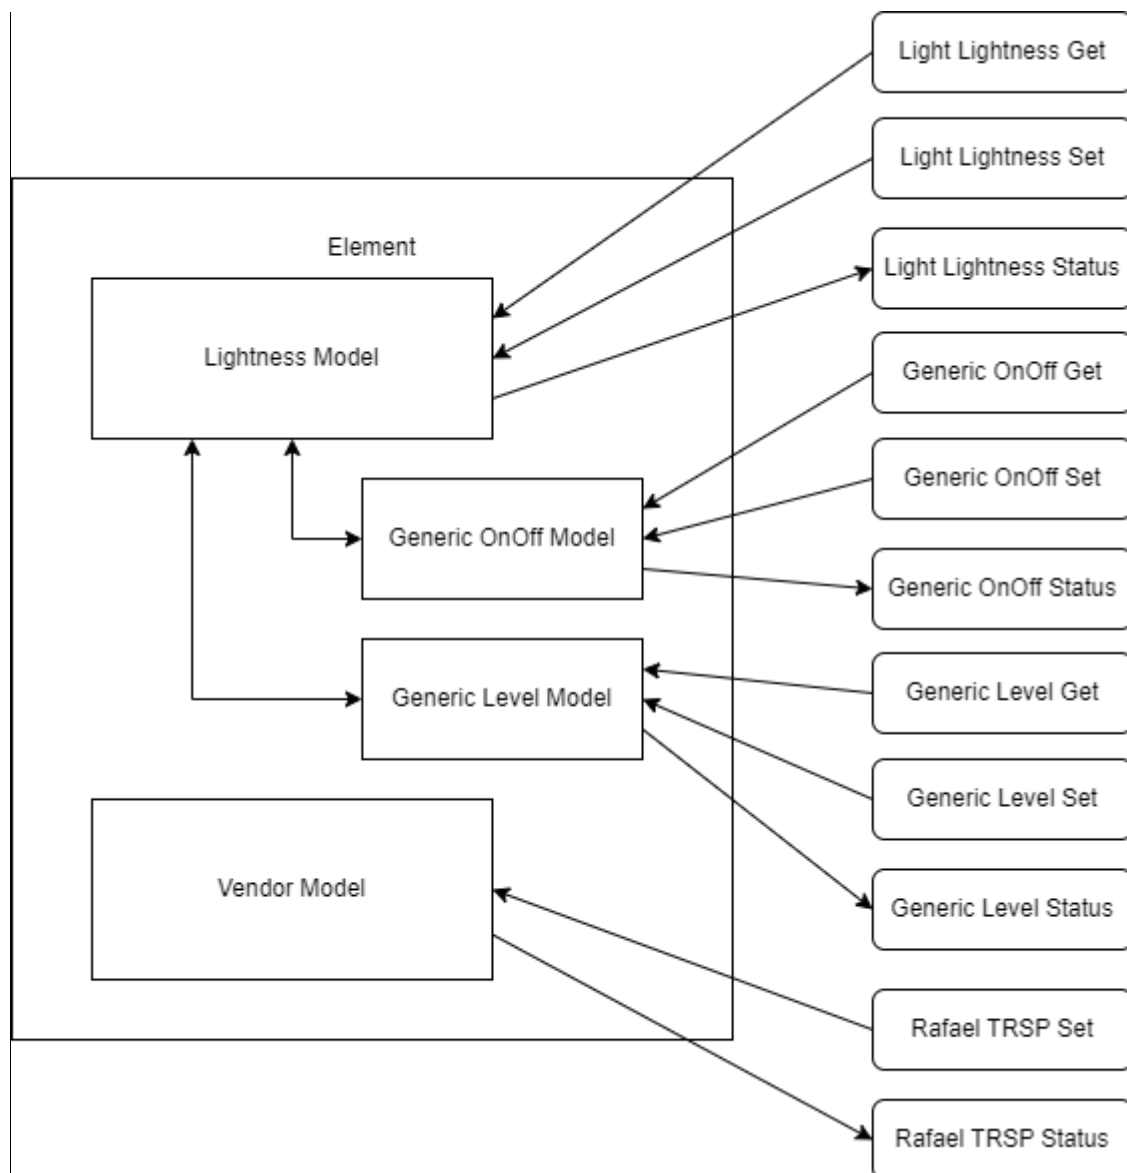 Light Lightness Get
Light Lightness Set
Element
Light Lightness Status
Lightness Model
Generic OnOff Get
Generic OnOff Set
Generic OnOff Model
Generic OnOff Status
Generic Level Model
Generic Level Get
Generic Level Set
Vendor Model
Generic Level Status
Rafael TRSP Set
Rafael TRSP Status